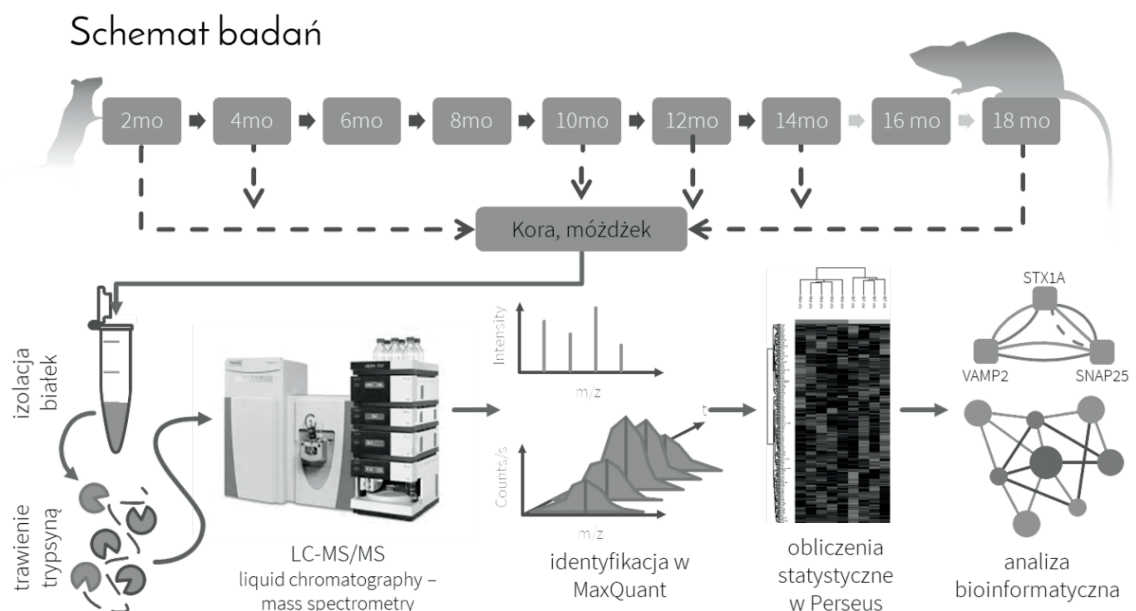 Schemat badań
2mo
4mo
6mo
8mo
10mo
12mo
14mo
16 mo
18 mo
Kora, móżdżek
izolacja
białek
trawienie
trypsyną
LC-MS/MS
liquid chromatography –
mass spectrometry
Intensity
m/z
Counts/s
t
m/z
identyfikacja w
MaxQuant
obliczenia
statystyczne
w Perseus
STX1A
VAMP2
SNAP25
analiza
bioinformatyczna